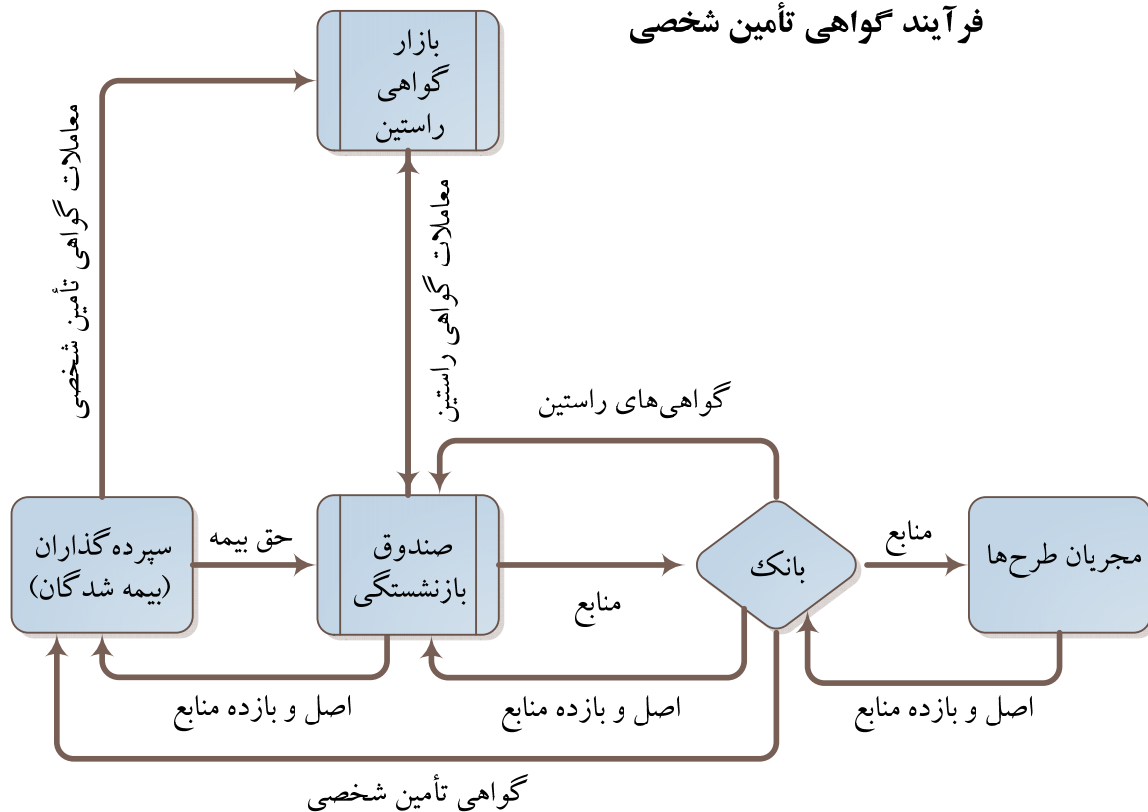 فرآیند گواهی تأمین شخصی
بازار
گواهی
راستین
معاملات گواهی تأمین شخصی
معاملات گواهی راستین
گواهی‌های راستین
مجریان طرح‌ها
منابع
بانک
منابع
صندوق
بازنشستگی
حق بیمه
سپرده‌گذاران
(بیمه شدگان)
اصل و بازده منابع
اصل و بازده منابع
اصل و بازده منابع
گواهی تأمین شخصی